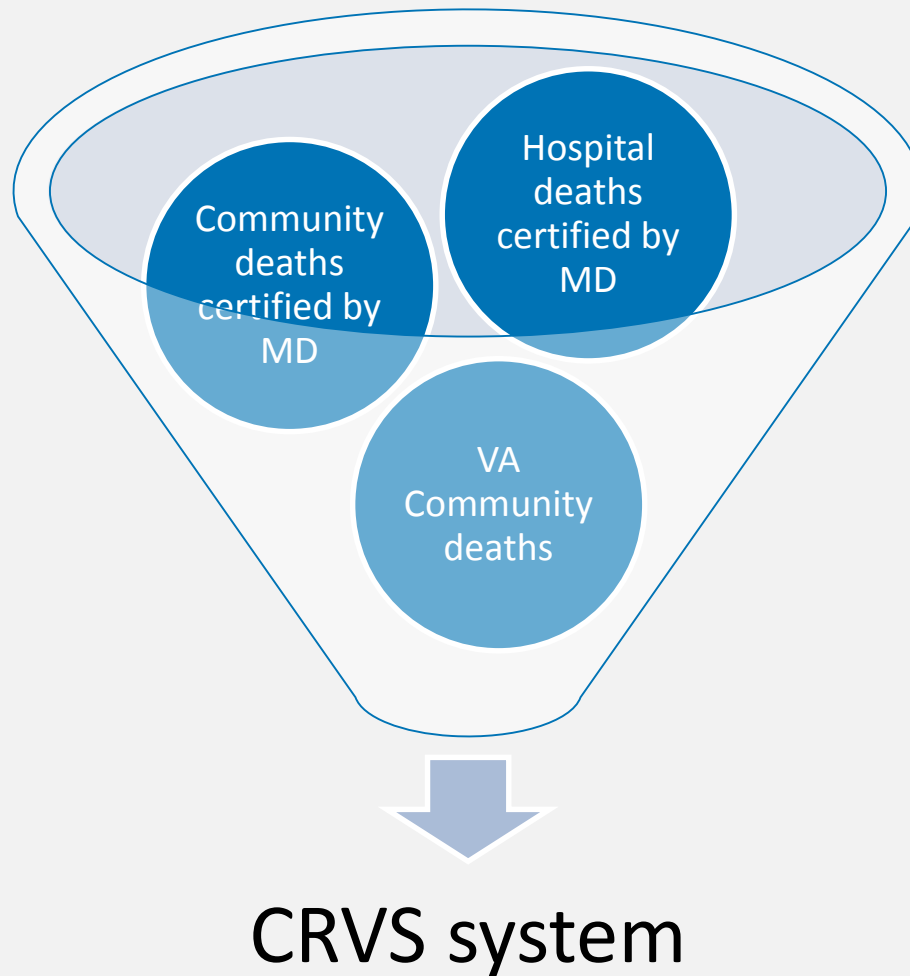 Community
deaths
certified by
MD
Hospital
deaths
certified by
MD
VA
Community
deaths
CRVS system